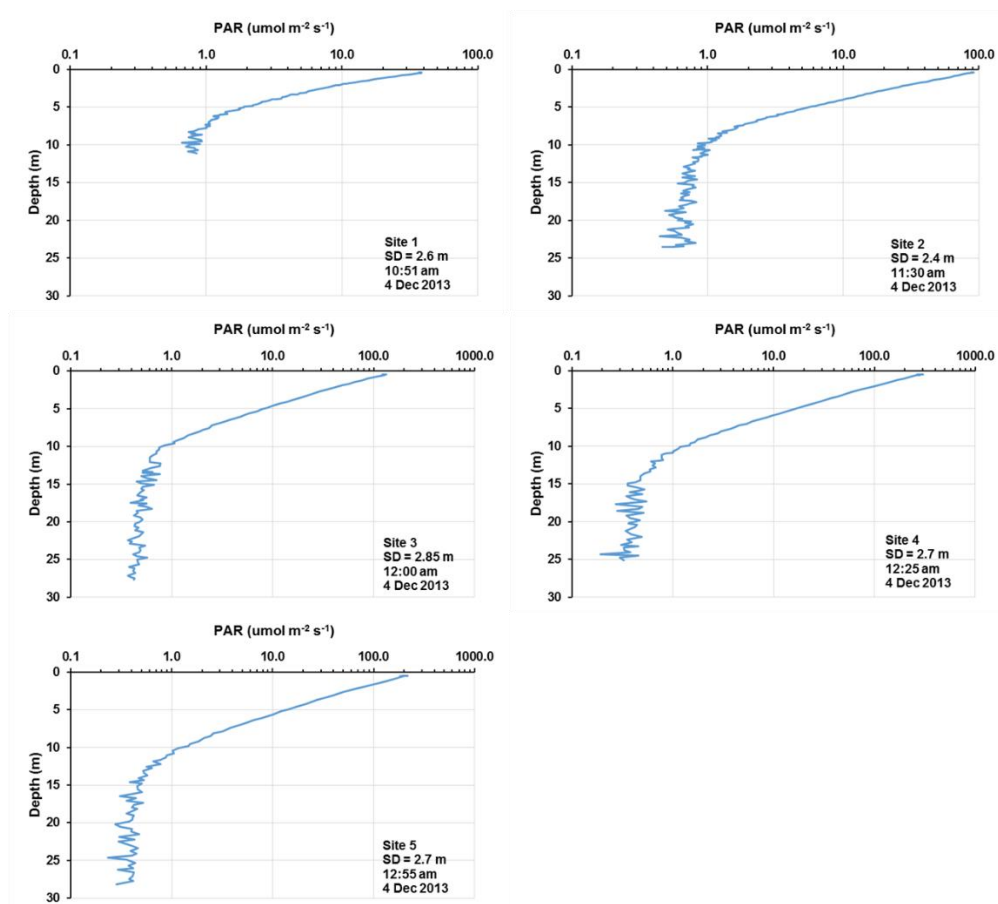 PAR (umol m⁻² s⁻¹)
0.1 1.0 10.0 100.0
0
5
10
15
20
25
30
Depth (m)
Site 1
SD = 2.6 m
10:51 am
4 Dec 2013
PAR (umol m⁻² s⁻¹)
0.1 1.0 10.0 100.0
0
5
10
15
20
25
30
Depth (m)
Site 2
SD = 2.4 m
11:30 am
4 Dec 2013
PAR (umol m⁻² s⁻¹)
0.1 1.0 10.0 100.0 1000.0
0
5
10
15
20
25
30
Depth (m)
Site 3
SD = 2.85 m
12:00 am
4 Dec 2013
PAR (umol m⁻² s⁻¹)
0.1 1.0 10.0 100.0 1000.0
0
5
10
15
20
25
30
Depth (m)
Site 4
SD = 2.7 m
12:25 am
4 Dec 2013
PAR (umol m⁻² s⁻¹)
0.1 1.0 10.0 100.0 1000.0
0
5
10
15
20
25
30
Depth (m)
Site 5
SD = 2.7 m
12:55 am
4 Dec 2013